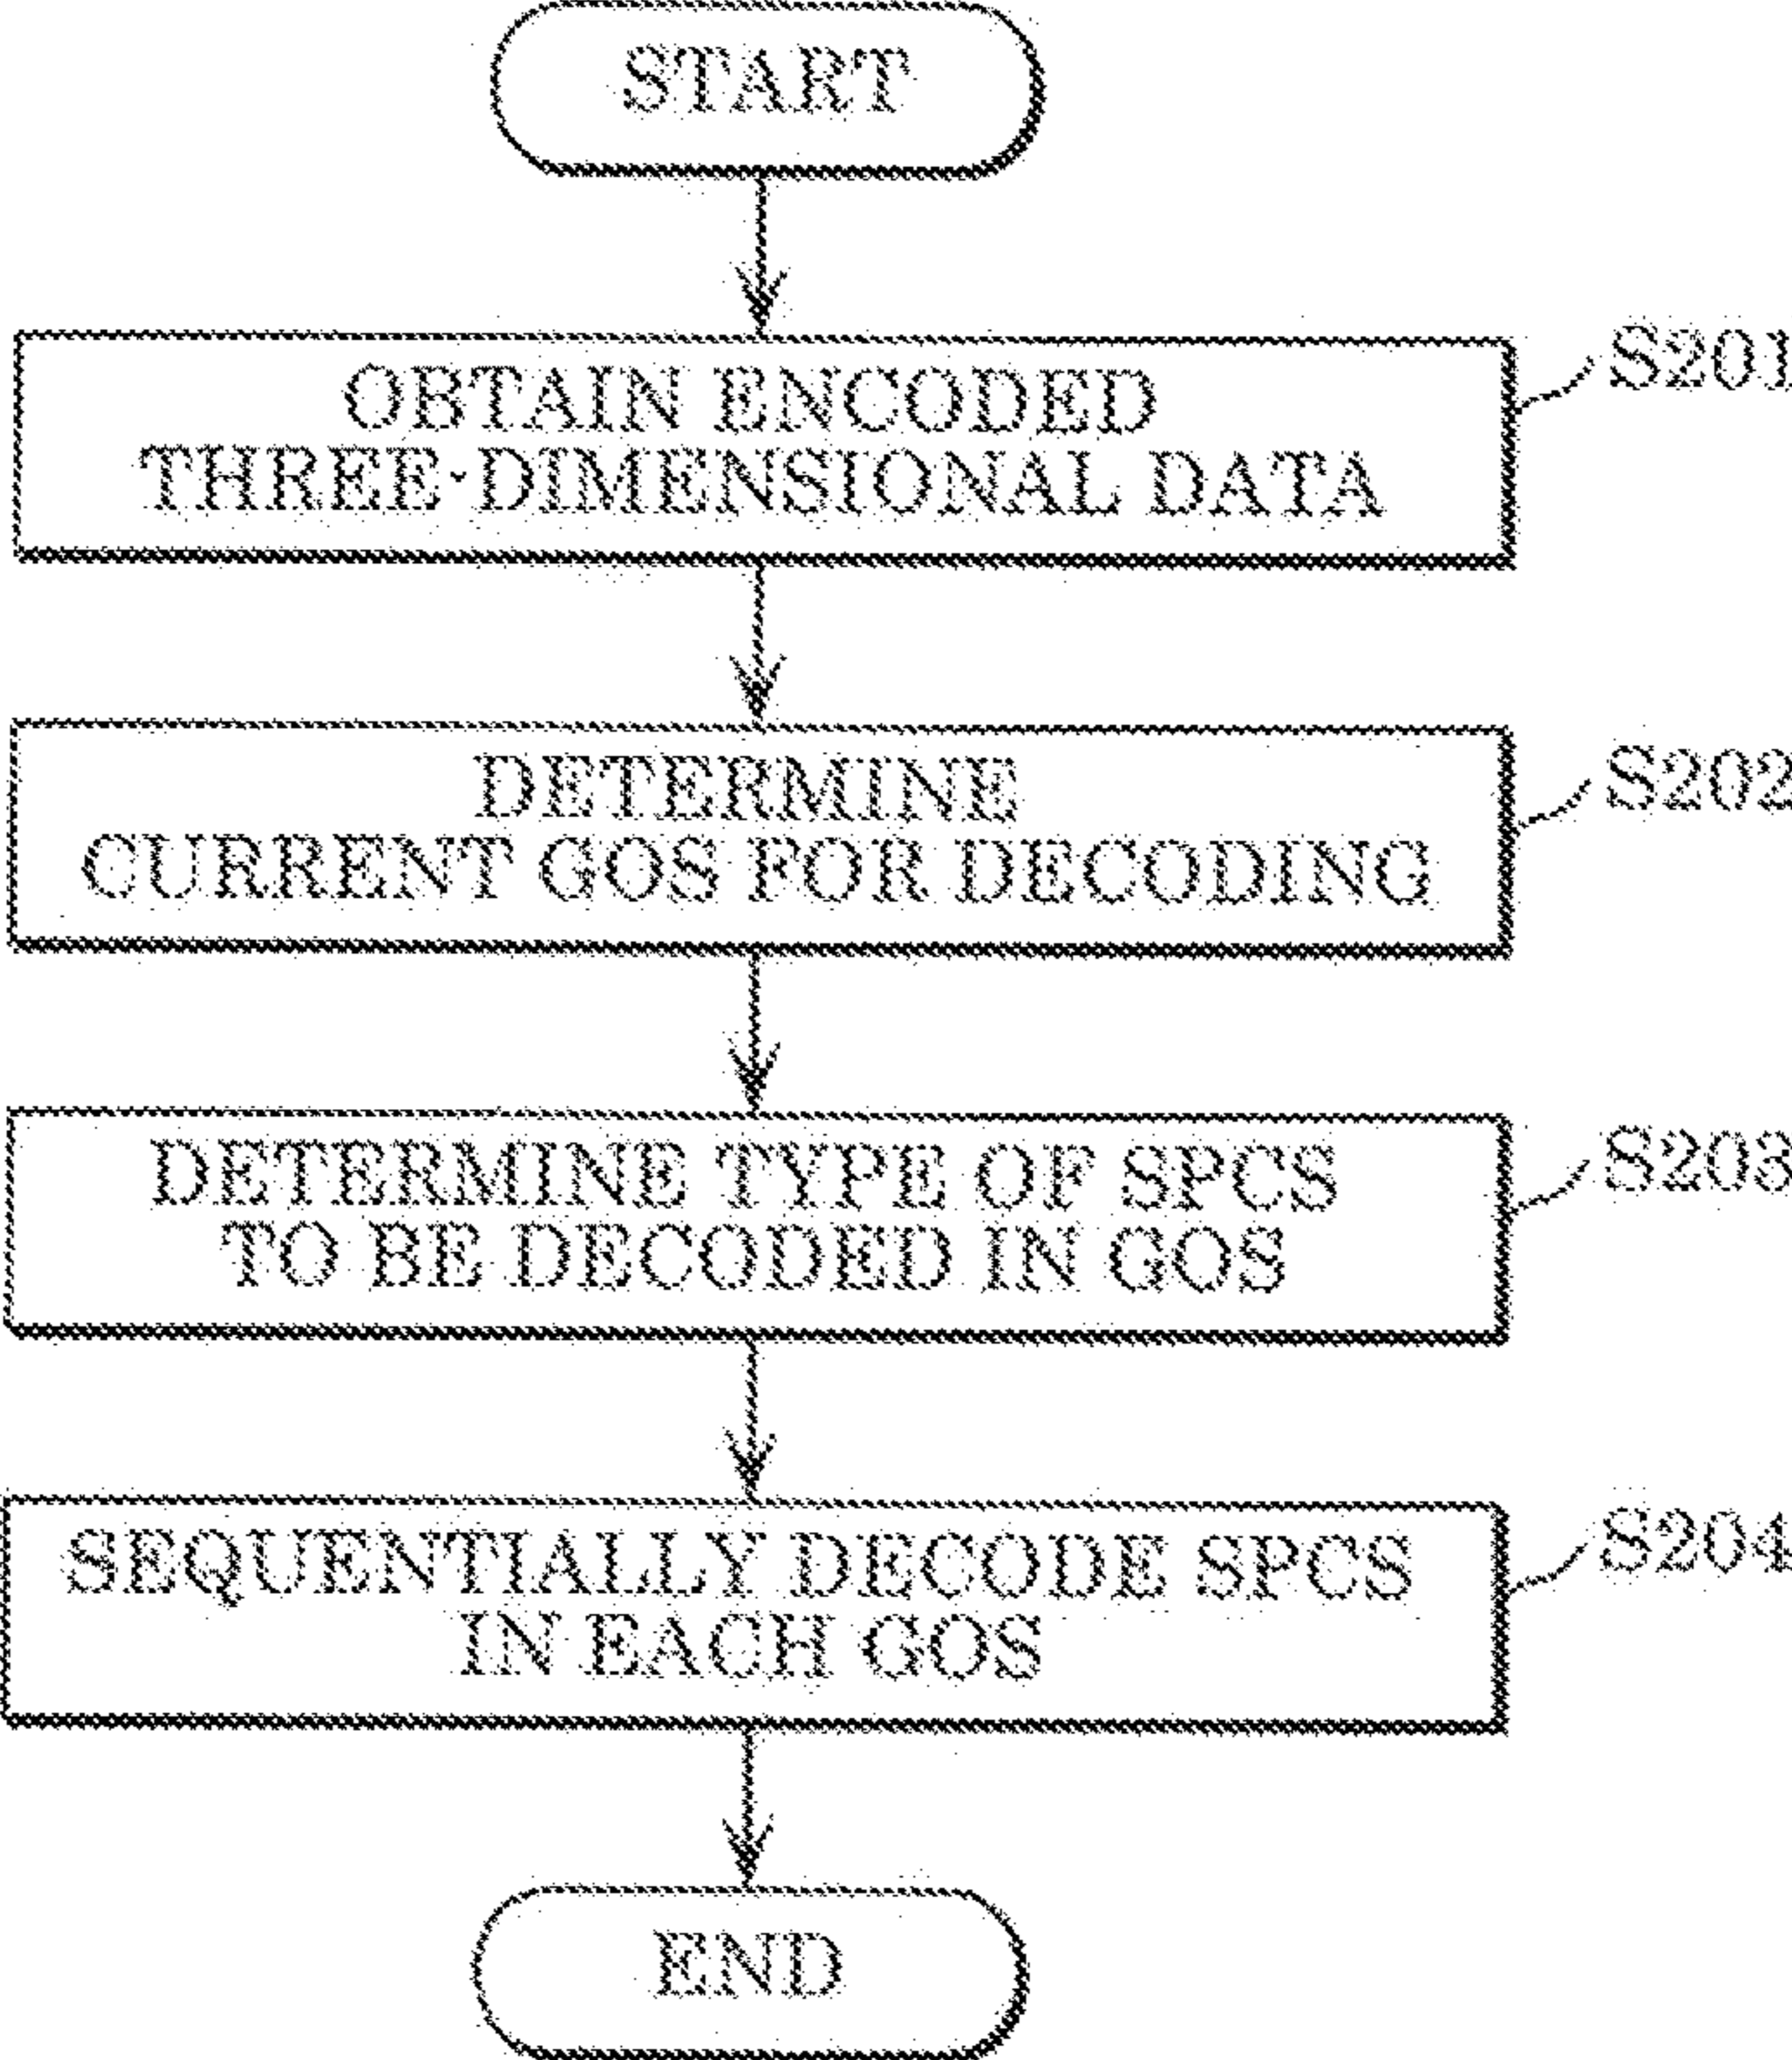 START
OBTAIN ENCODED
THREE-DIMENSIONAL DATA
S201
DETERMINE
CURRENT GOS FOR DECODING
S202
DETERMINE TYPE OF SPCS
TO BE DECODED IN GOS
S203
SEQUENTIALLY DECODE SPCS
IN EACH GOS
S204
END